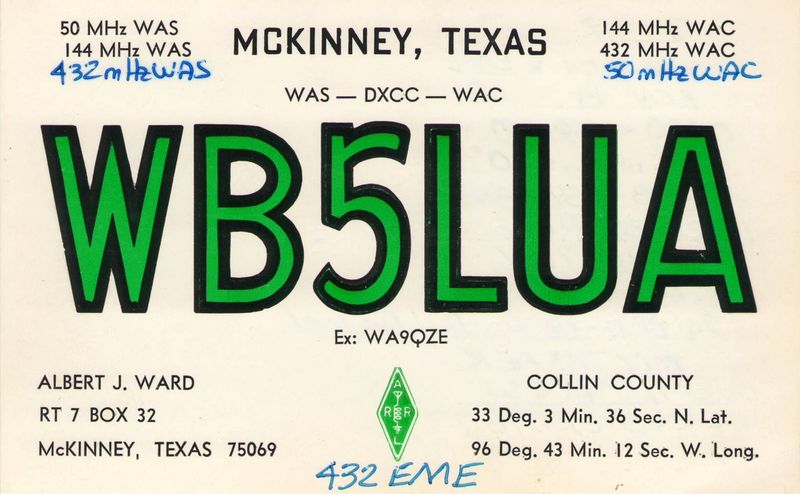 50 MHz WAS
144 MHz WAS
432 mHz WAS
McKINNEY, TEXAS
144 MHz WAC
432 MHz WAC
50 mHz WAC
WAS — DXCC — WAC
WB5LUA
Ex: WA9QZE
ALBERT J. WARD
RT 7 BOX 32
McKINNEY, TEXAS 75069
A
R R
L
COLLIN COUNTY
33 Deg. 3 Min. 36 Sec. N. Lat.
96 Deg. 43 Min. 12 Sec. W. Long.
432 EME